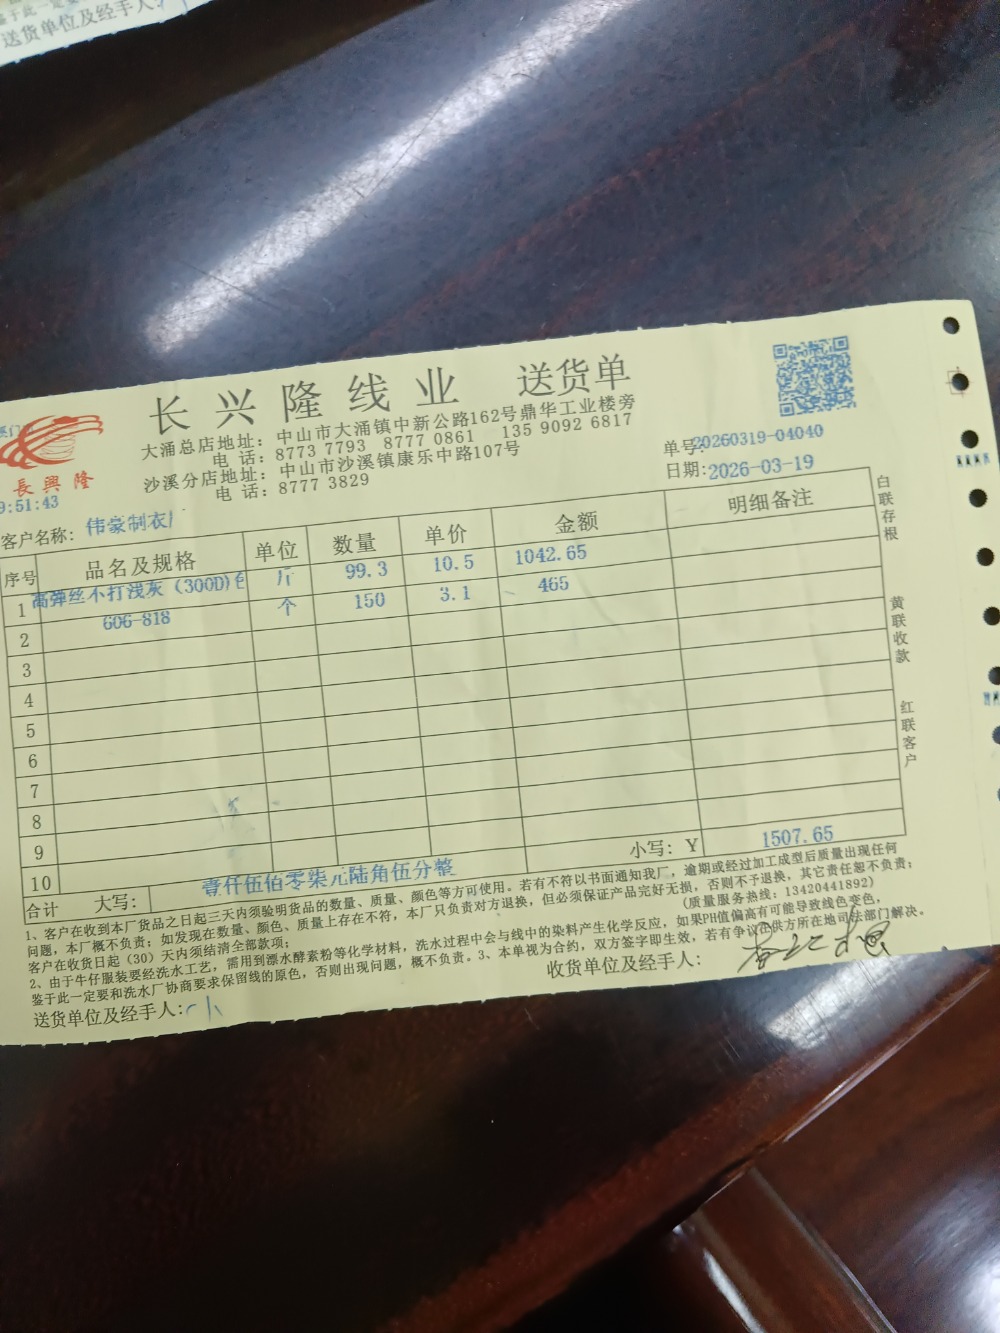 送货单位及经手人:
长兴隆线业 送货单
大涌总店地址: 中山市大涌镇中新公路162号鼎华工业楼旁
电 话: 8773 7793 8777 0861 135 9092 6817
沙溪分店地址: 中山市沙溪镇康乐中路107号
电 话: 8777 3829
長興隆
9:51:43
单号:20260319-04040
日期:2026-03-19
客户名称: 伟豪制衣厂
序号 品名及规格 单位 数量 单价 金额 明细备注
1 高弹丝不打浅灰（300D)色 斤 99.3 10.5 1042.65
2 606-818 个 150 3.1 465
3
4
5
6
7
8
9
10 小写: Y 1507.65
合计 大写: 壹仟伍佰零柒元陆角伍分整
白联存根
黄联收款
红联客户
1、客户在收到本厂货品之日起三天内须验明货品的数量、质量、颜色等方可使用。若有不符以书面通知我厂，逾期或经过加工成型后质量出现任何
问题，本厂概不负责；如发现在数量、颜色、质量上存在不符，本厂只负责对方退换，但必须保证产品完好无损，否则不予退换，其它责任恕不负责；
客户在收货日起（30）天内须结清全部款项； (质量服务热线: 13420441892)
2、由于牛仔服装要经洗水工艺，需用到漂水酵素粉等化学材料，洗水过程中会与线中的染料产生化学反应，如果PH值偏高有可能导致线色变色，
鉴于此一定要和洗水厂协商要求保留线的原色，否则出现问题，概不负责。3、本单视为合约，双方签字即生效，若有争议在供方所在地司法部门解决。
送货单位及经手人:
收货单位及经手人: